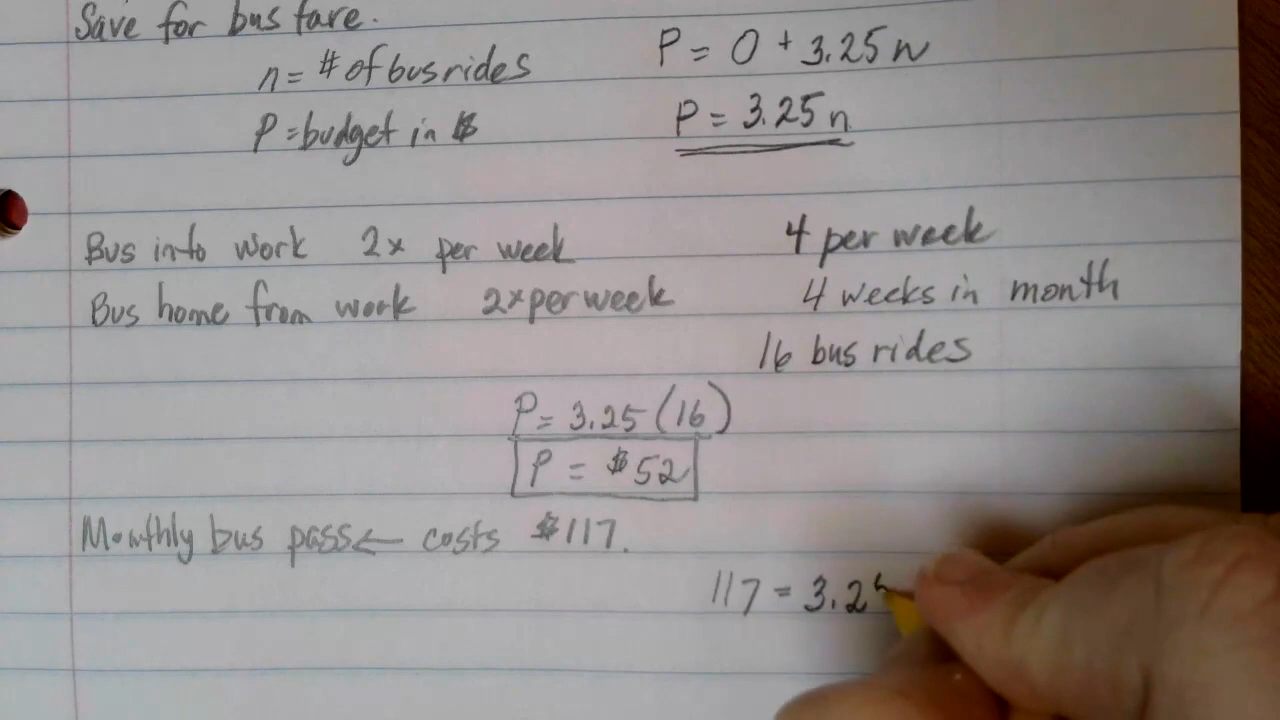 Save for bus fare.
n = # of bus rides
P = budget in $
P = 0 + 3.25 n
P = 3.25 n
Bus into work 2x per week
Bus home from work 2x per week
4 per week
4 weeks in month
16 bus rides
P = 3.25 (16)
P = $52
Monthly bus pass ← costs $117.
117 = 3.25